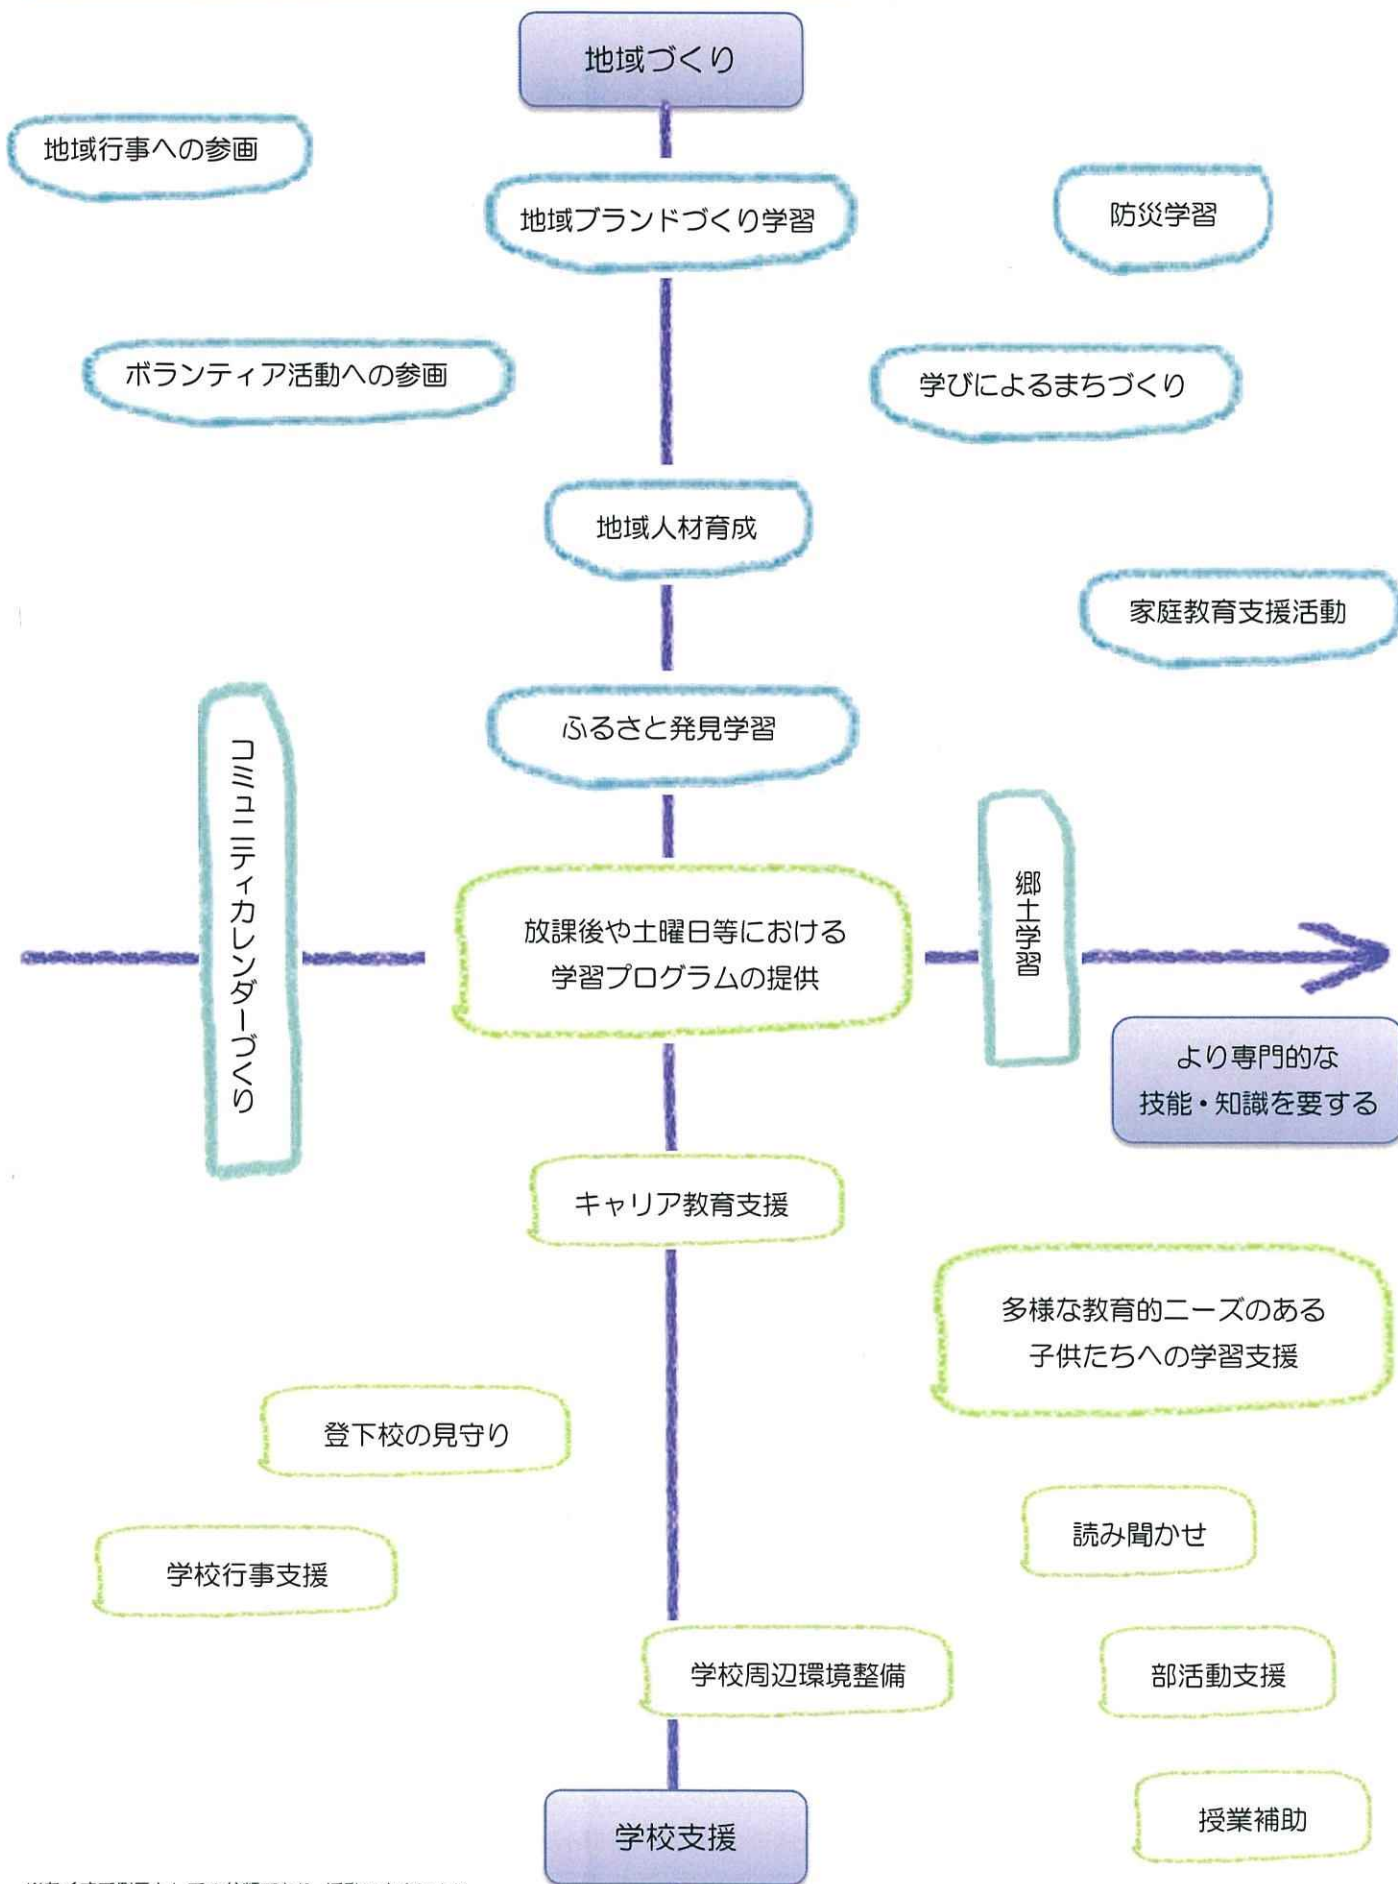 地域づくり
地域行事への参画
地域ブランドづくり学習
防災学習
ボランティア活動への参画
学びによるまちづくり
地域人材育成
家庭教育支援活動
ふるさと発見学習
コミュニティカレンダーづくり
放課後や土曜日等における
学習プログラムの提供
郷土学習
より専門的な
技能・知識を要する
キャリア教育支援
多様な教育的ニーズのある
子供たちへの学習支援
登下校の見守り
読み聞かせ
学校行事支援
学校周辺環境整備
部活動支援
授業補助
学校支援